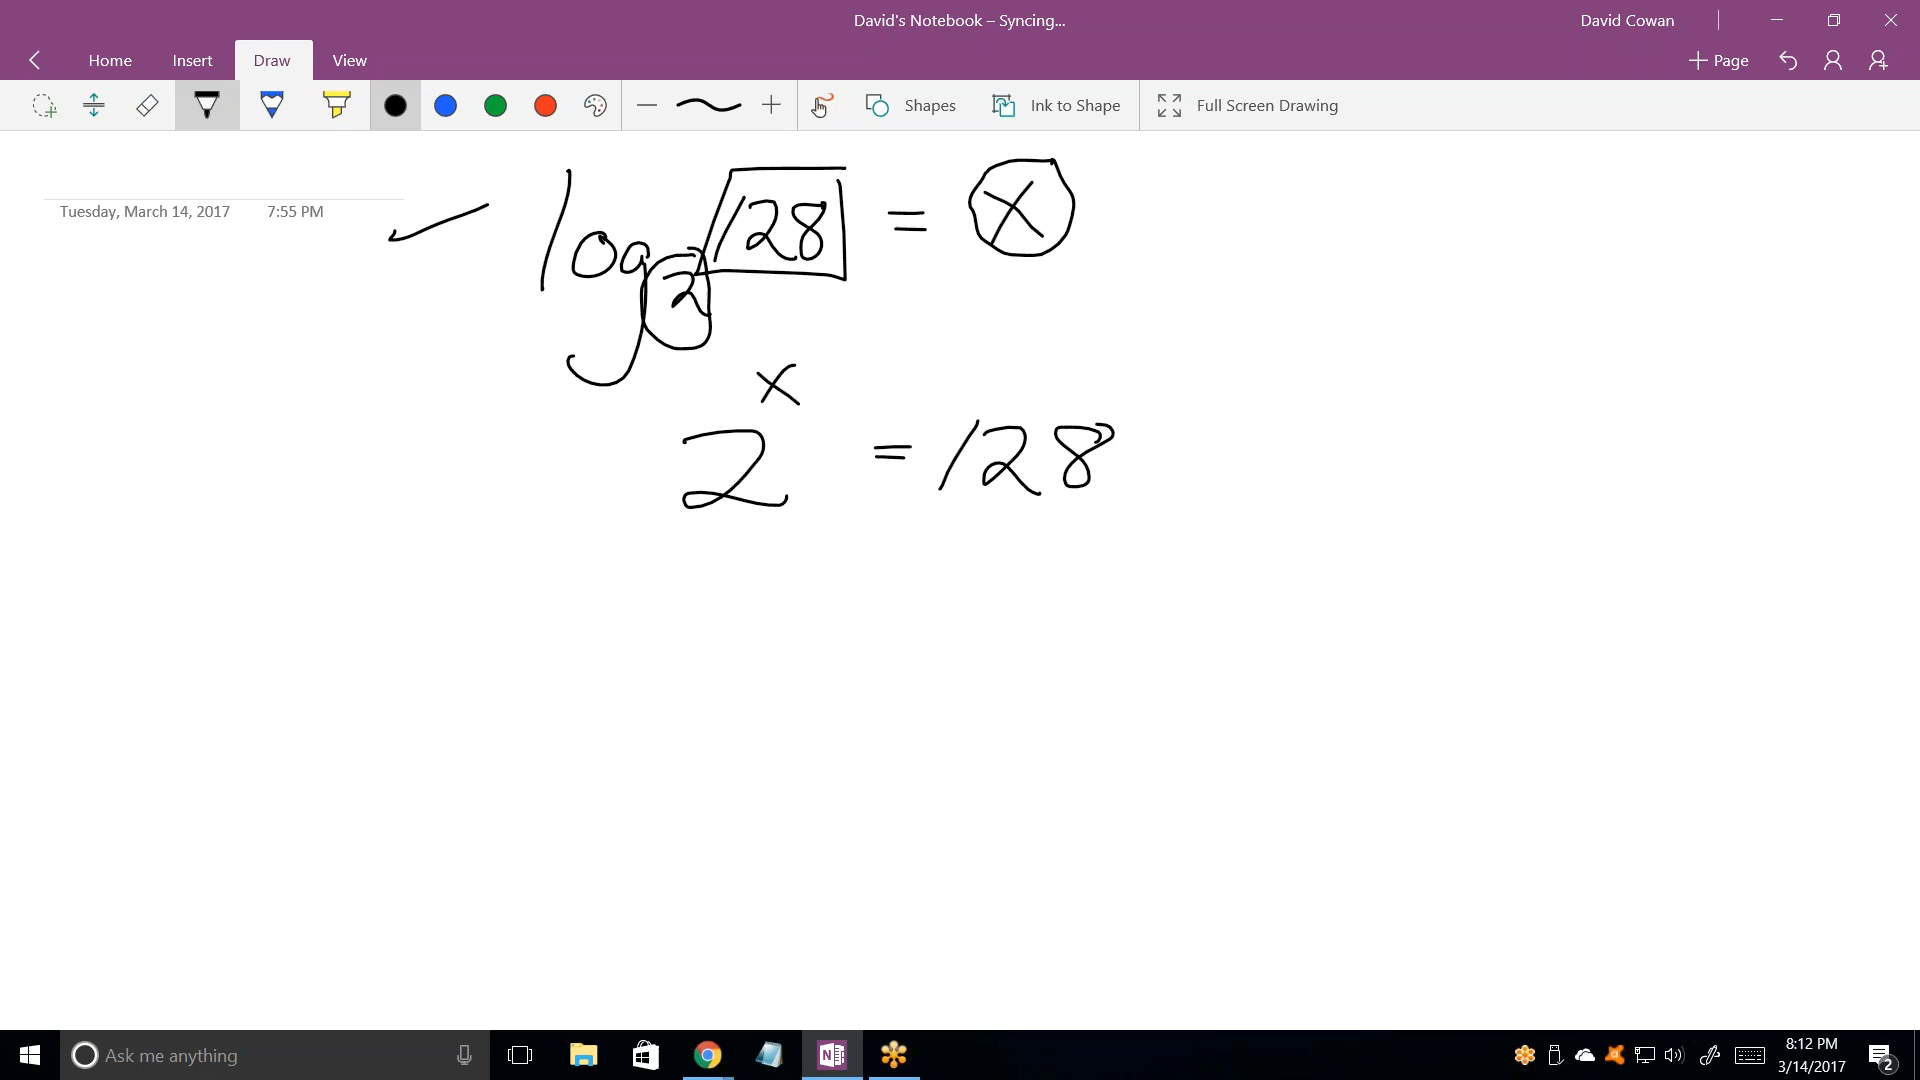 David's Notebook – Syncing...
David Cowan
Home Insert Draw View
Page
Shapes
Ink to Shape
Full Screen Drawing
Tuesday, March 14, 2017 7:55 PM
log₂ 128 = x
2ˣ = 128
Ask me anything
8:12 PM
3/14/2017
2